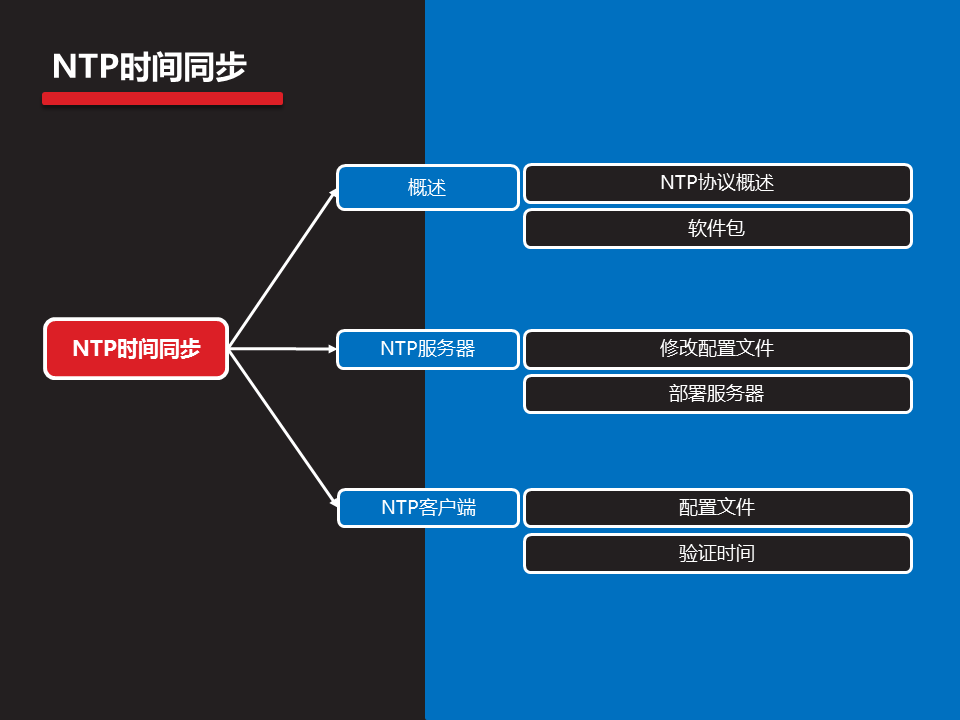 NTP时间同步
概述
NTP协议概述
软件包
NTP时间同步
NTP服务器
修改配置文件
部署服务器
NTP客户端
配置文件
验证时间